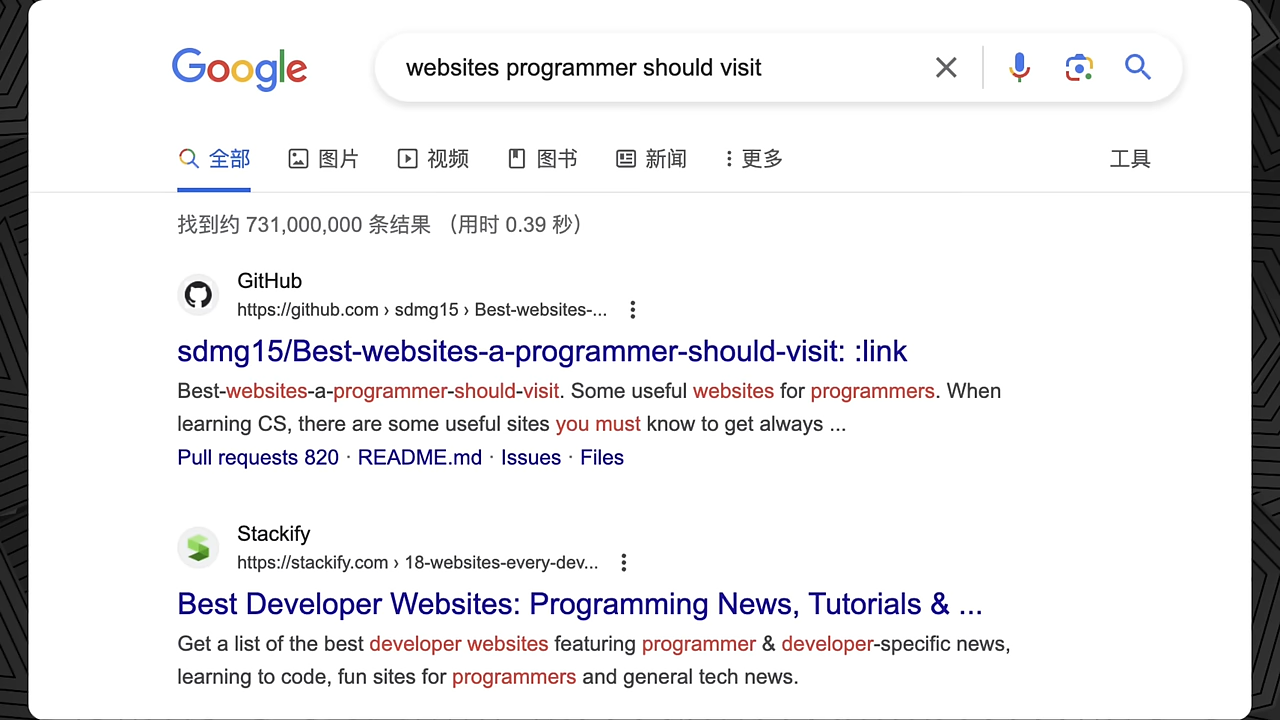 Google
websites programmer should visit
全部 图片 视频 图书 新闻 更多 工具
找到约 731,000,000 条结果 （用时 0.39 秒）
GitHub
https://github.com › sdmg15 › Best-websites-...
sdmg15/Best-websites-a-programmer-should-visit: :link
Best-websites-a-programmer-should-visit. Some useful websites for programmers. When
learning CS, there are some useful sites you must know to get always ...
Pull requests 820 · README.md · Issues · Files
Stackify
https://stackify.com › 18-websites-every-dev...
Best Developer Websites: Programming News, Tutorials & ...
Get a list of the best developer websites featuring programmer & developer-specific news,
learning to code, fun sites for programmers and general tech news.